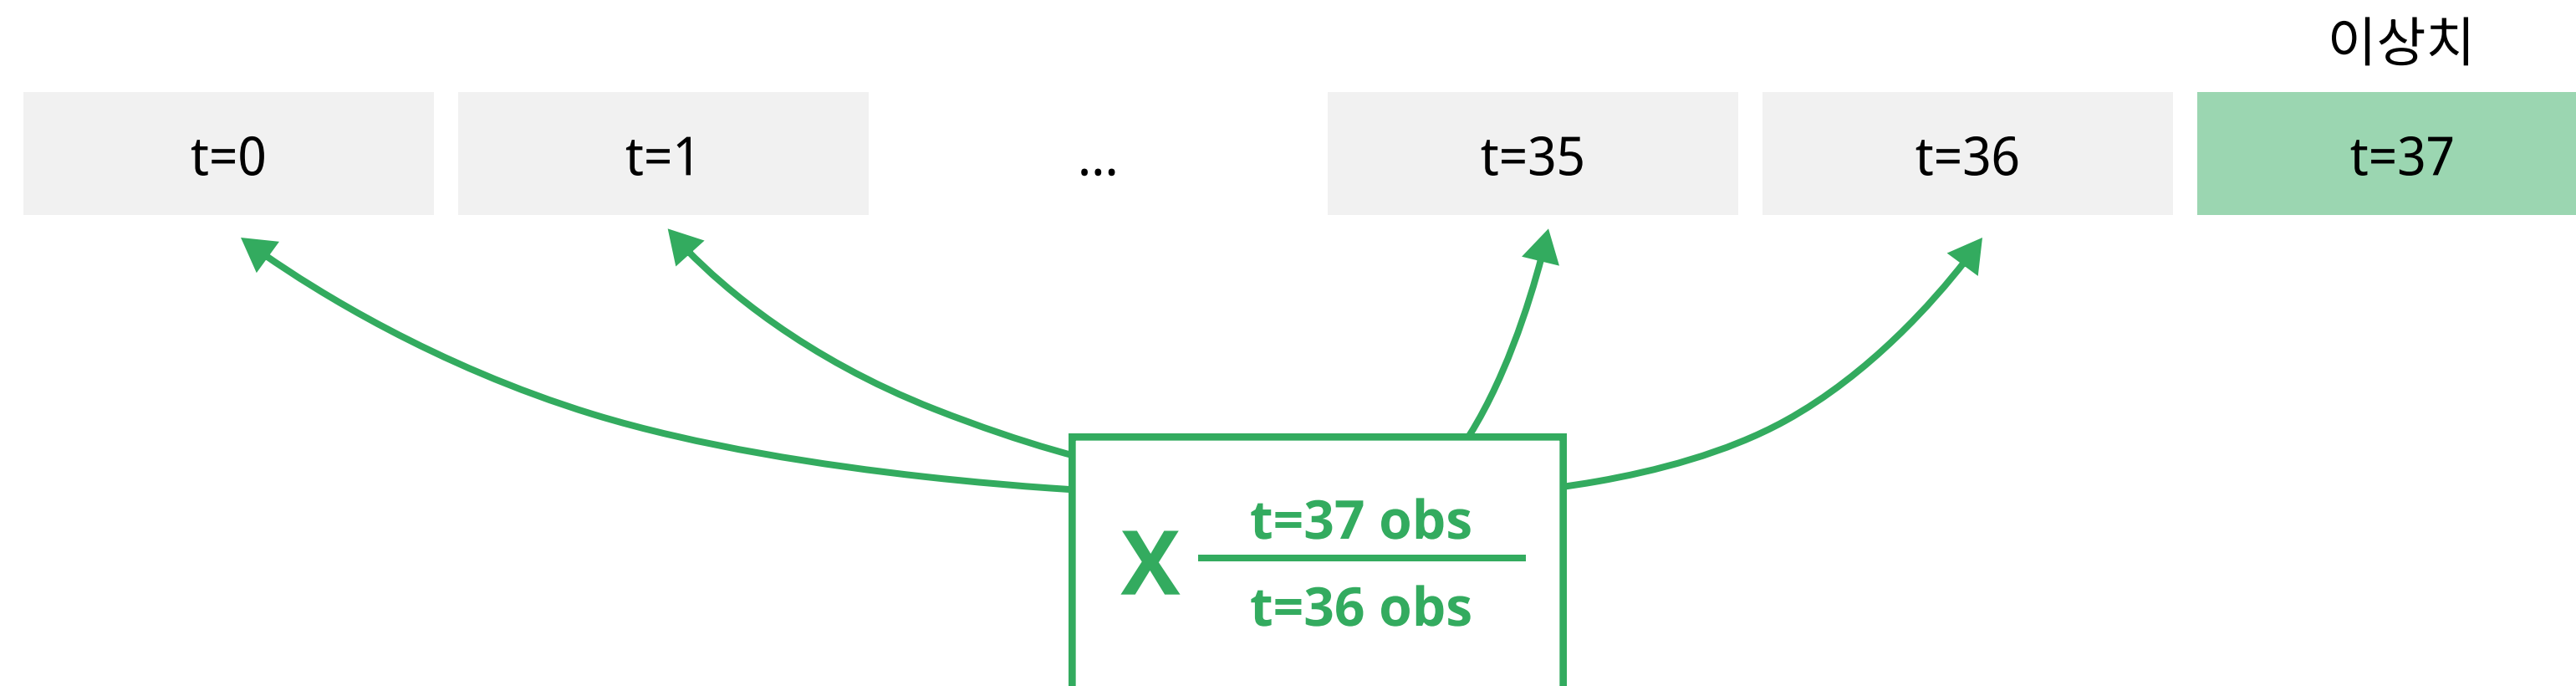 이상치
t=0
t=1
...
t=35
t=36
t=37
X
t=37 obs
t=36 obs